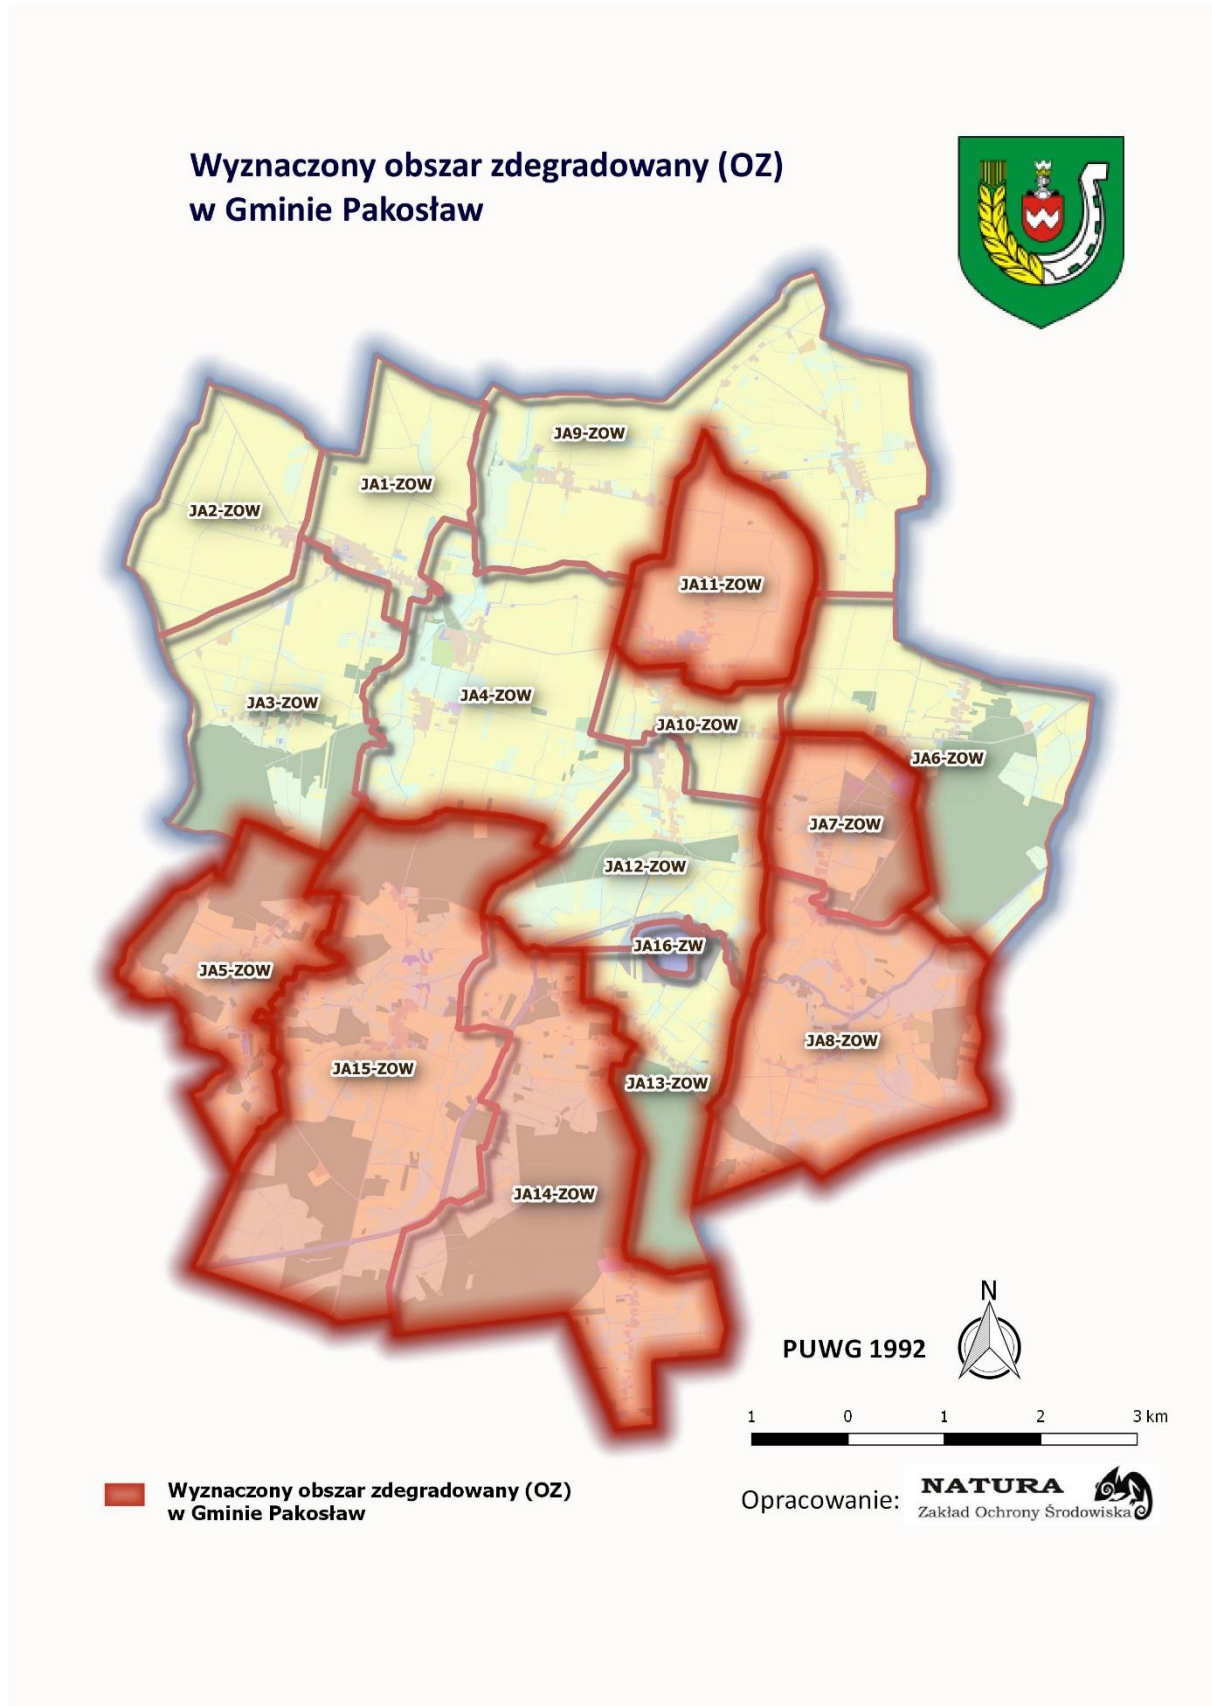 Wyznaczony obszar zdegradowany (OZ)
w Gminie Pakosław
JA9-ZOW
JA1-ZOW
JA2-ZOW
JA11-ZOW
JA4-ZOW
JA3-ZOW
JA10-ZOW
JA6-ZOW
JA7-ZOW
JA12-ZOW
JA16-ZW
JA5-ZOW
JA8-ZOW
JA15-ZOW
JA13-ZOW
JA14-ZOW
N
PUWG 1992
1 0 1 2 3 km
Wyznaczony obszar zdegradowany (OZ)
w Gminie Pakosław
Opracowanie:
NATURA
Zakład Ochrony Środowiska